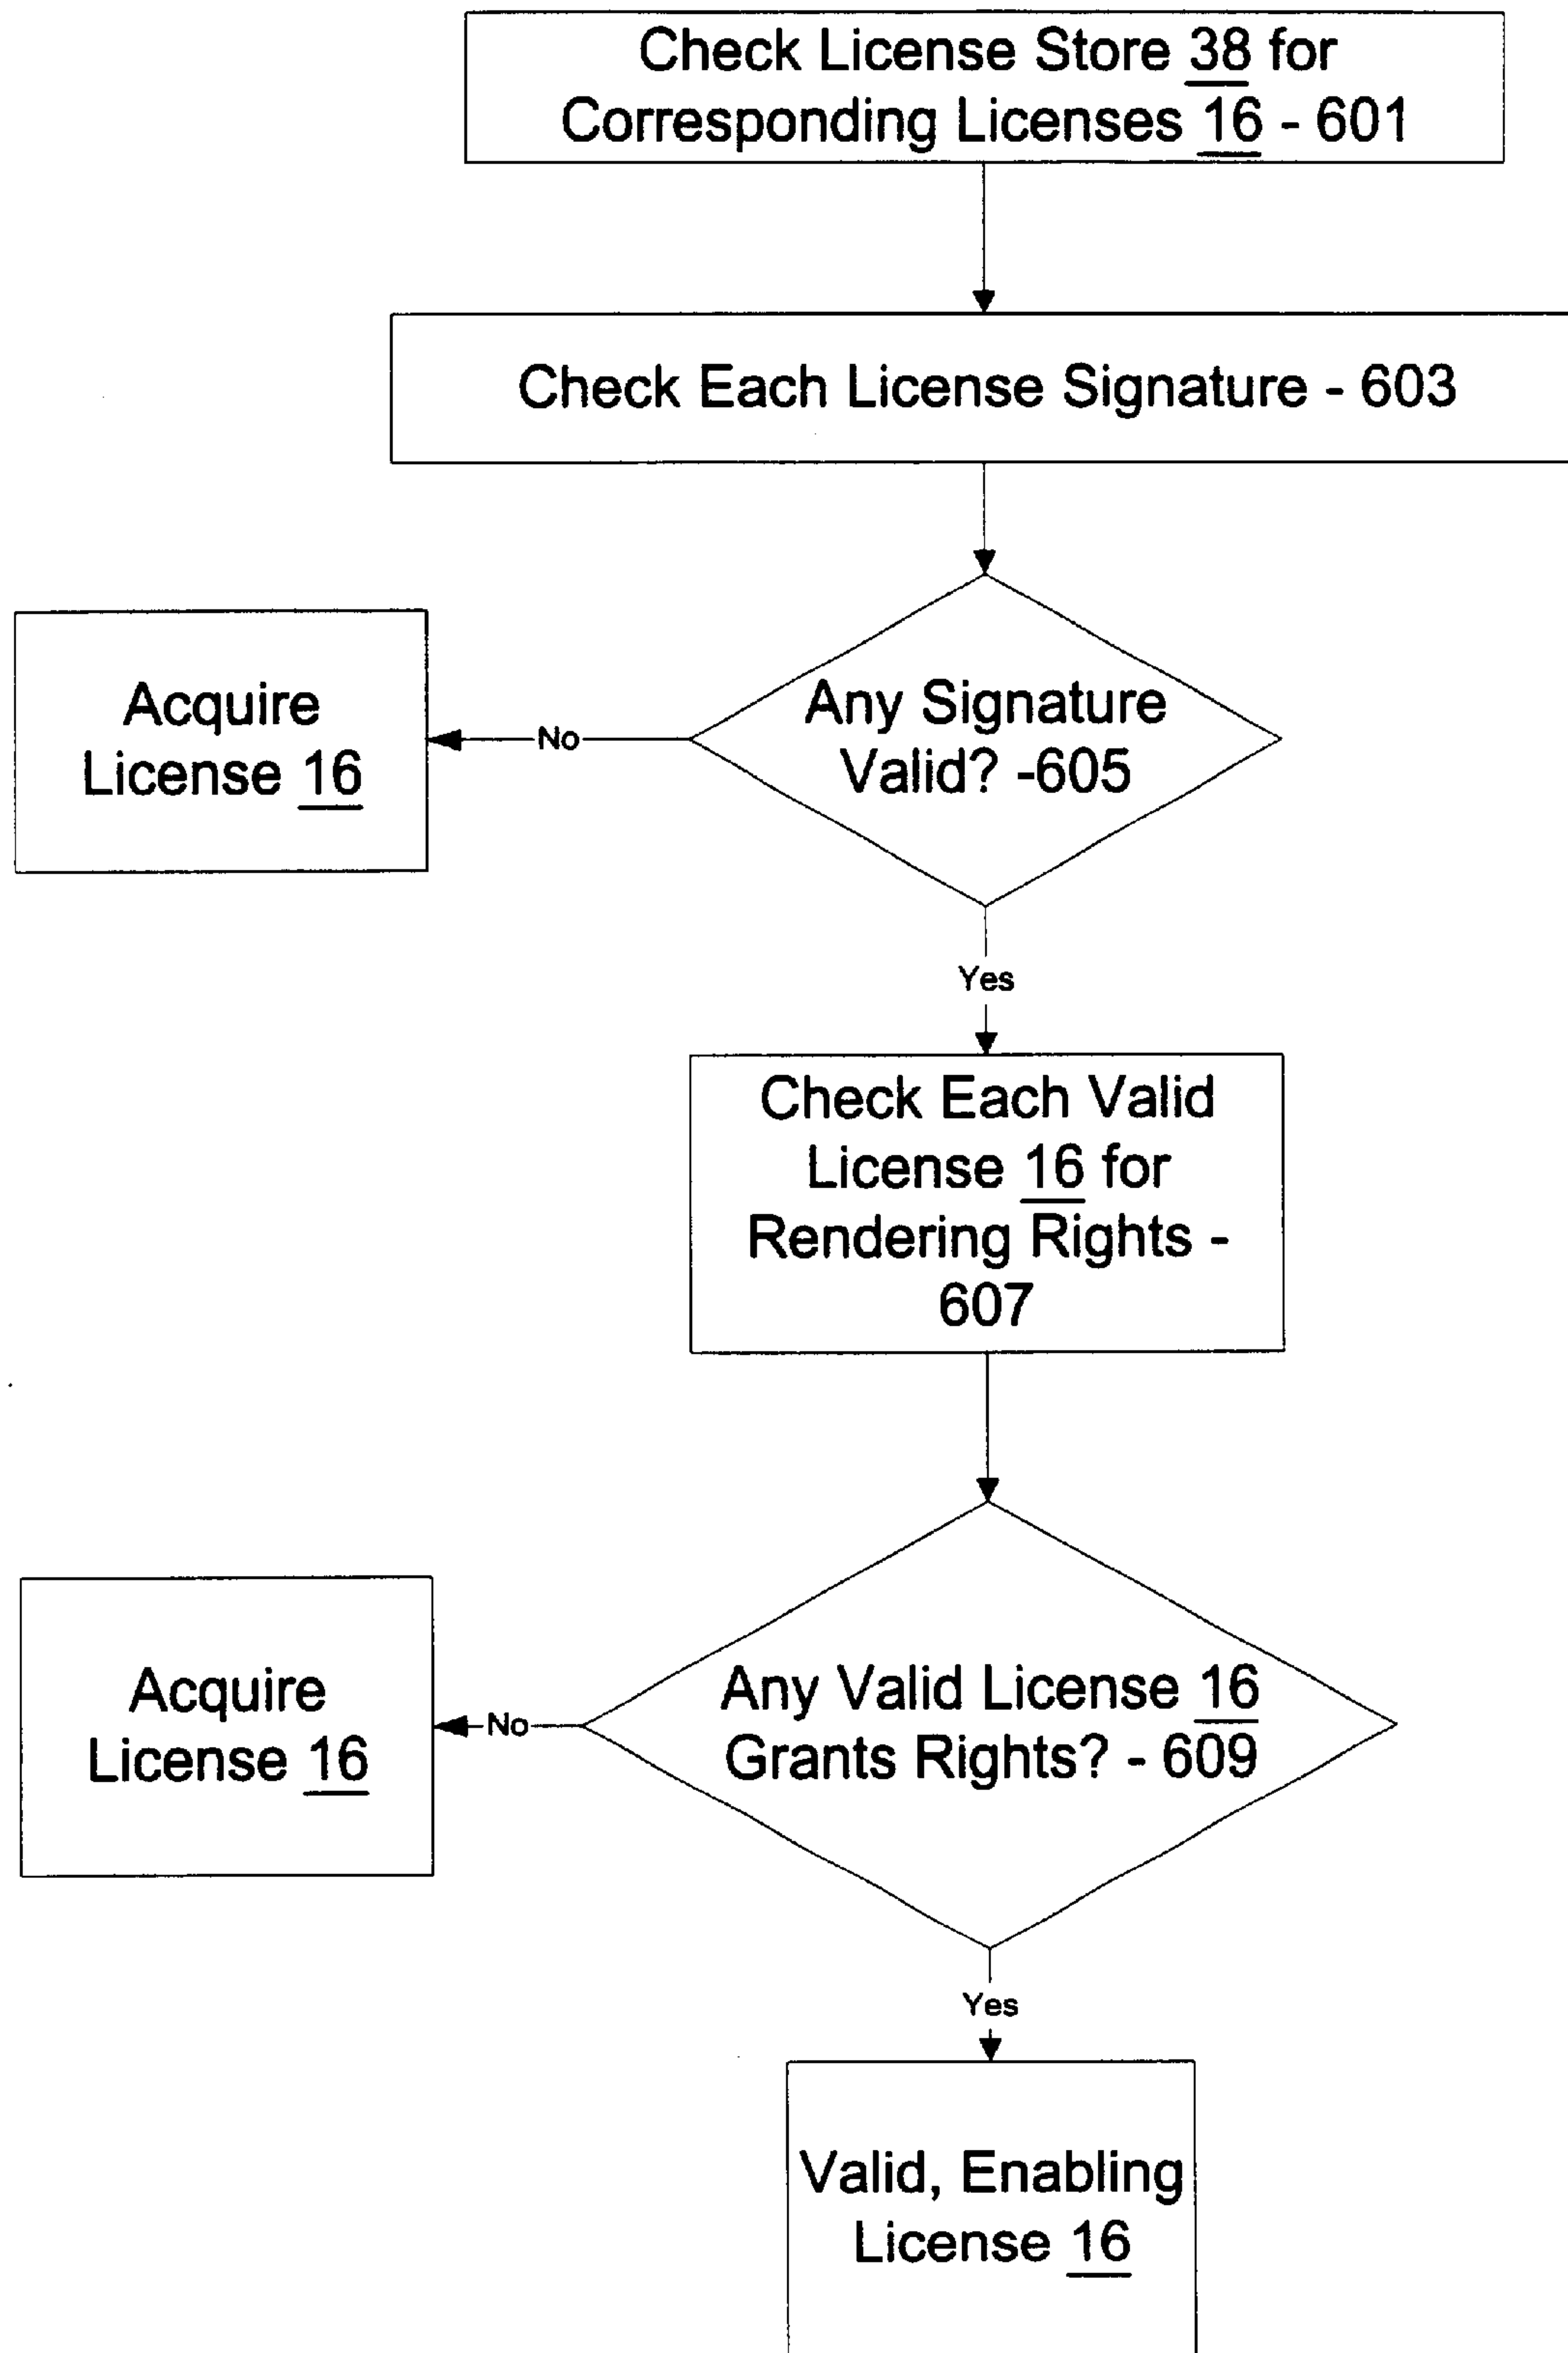 Check License Store 38 for
Corresponding Licenses 16 - 601
Check Each License Signature - 603
Any Signature
Valid? -605
No
Acquire
License 16
Yes
Check Each Valid
License 16 for
Rendering Rights -
607
Any Valid License 16
Grants Rights? - 609
No
Acquire
License 16
Yes
Valid, Enabling
License 16